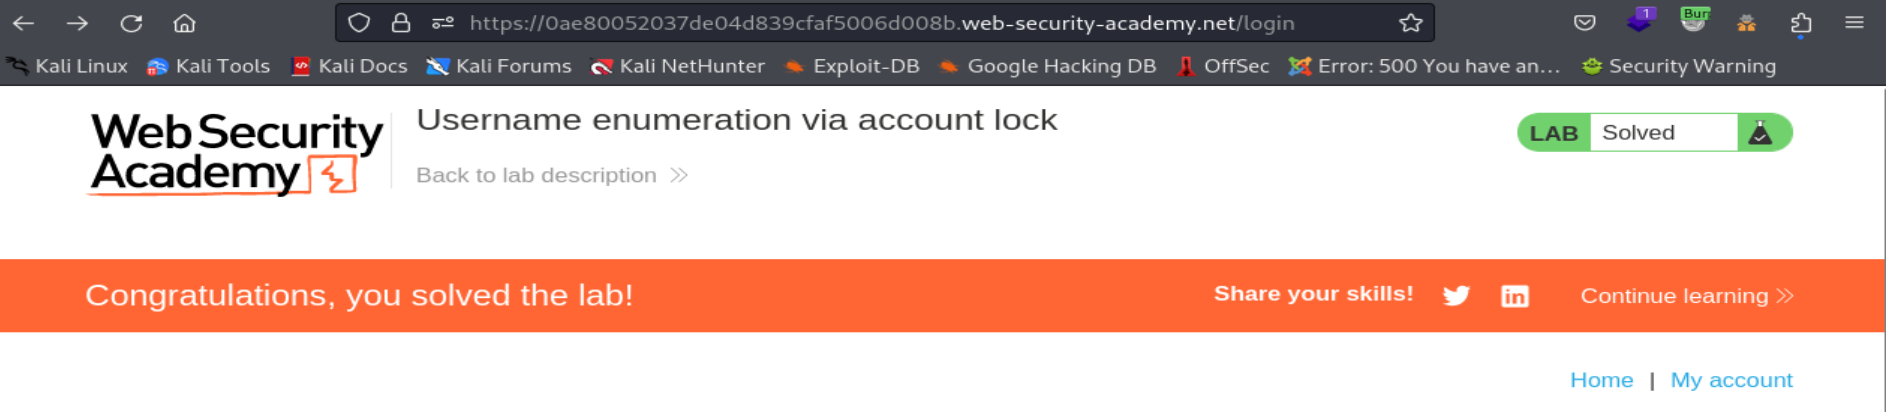 https://0ae80052037de04d839cfaf5006d008b.web-security-academy.net/login
1
Bur
Kali Linux Kali Tools Kali Docs Kali Forums Kali NetHunter Exploit-DB Google Hacking DB OffSec Error: 500 You have an... Security Warning
Web Security
Academy
Username enumeration via account lock
Back to lab description >>
LAB Solved
Congratulations, you solved the lab!
Share your skills!
in
Continue learning >>
Home | My account